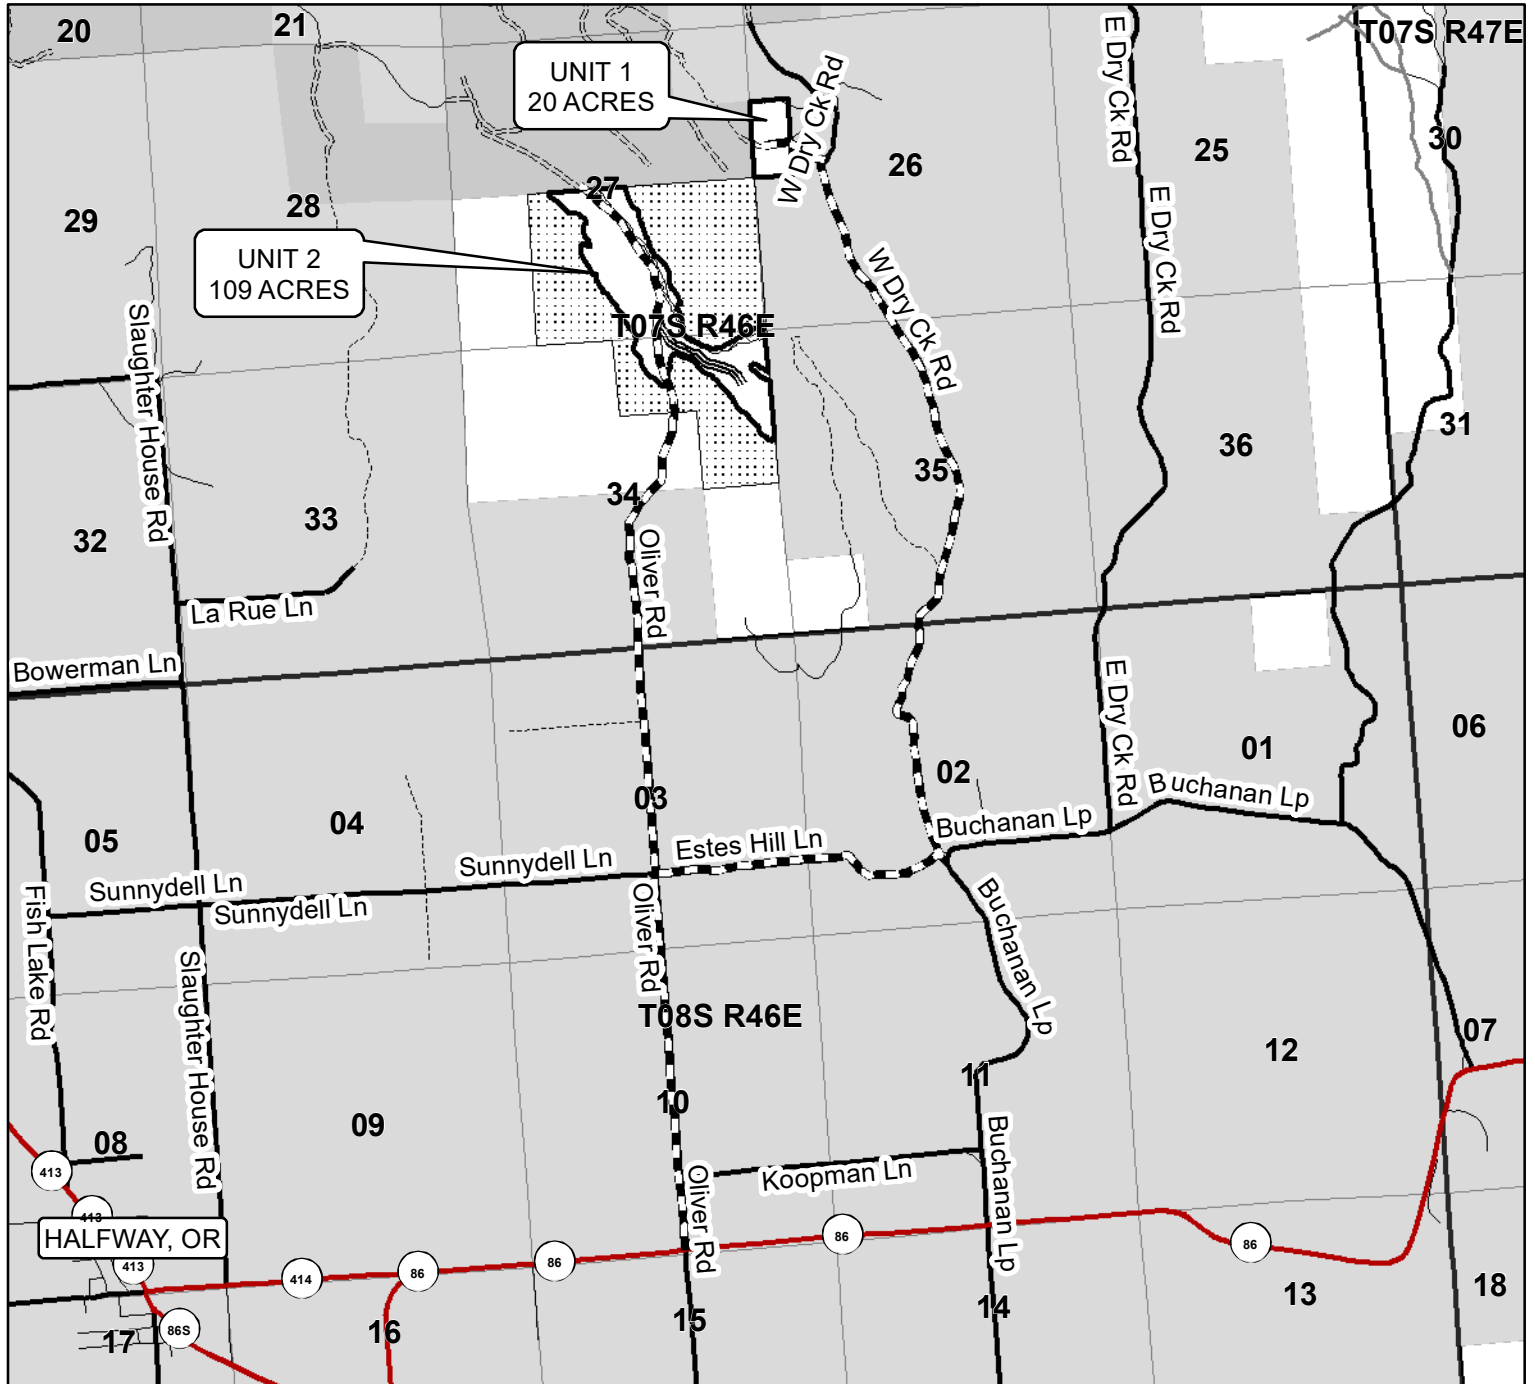 20
21
T07S R47E
UNIT 1
20 ACRES
W Dry Ck Rd
E Dry Ck Rd
30
25
26
27
28
29
E Dry Ck Rd
UNIT 2
109 ACRES
W Dry Ck Rd
T07S R46E
Slaughter House Rd
31
36
35
34
33
32
Oliver Rd
La Rue Ln
Bowerman Ln
E Dry Ck Rd
06
01
02
03
04
05
Buchanan Lp
Buchanan Lp
Estes Hill Ln
Sunnydell Ln
Sunnydell Ln
Sunnydell Ln
Fish Lake Rd
Oliver Rd
Buchanan Lp
Slaughter House Rd
T08S R46E
07
12
11
10
09
08
Buchanan Lp
Koopman Ln
Oliver Rd
413
413
HALFWAY, OR
413
414
86
86
86
86
86S
17
16
15
14
13
18